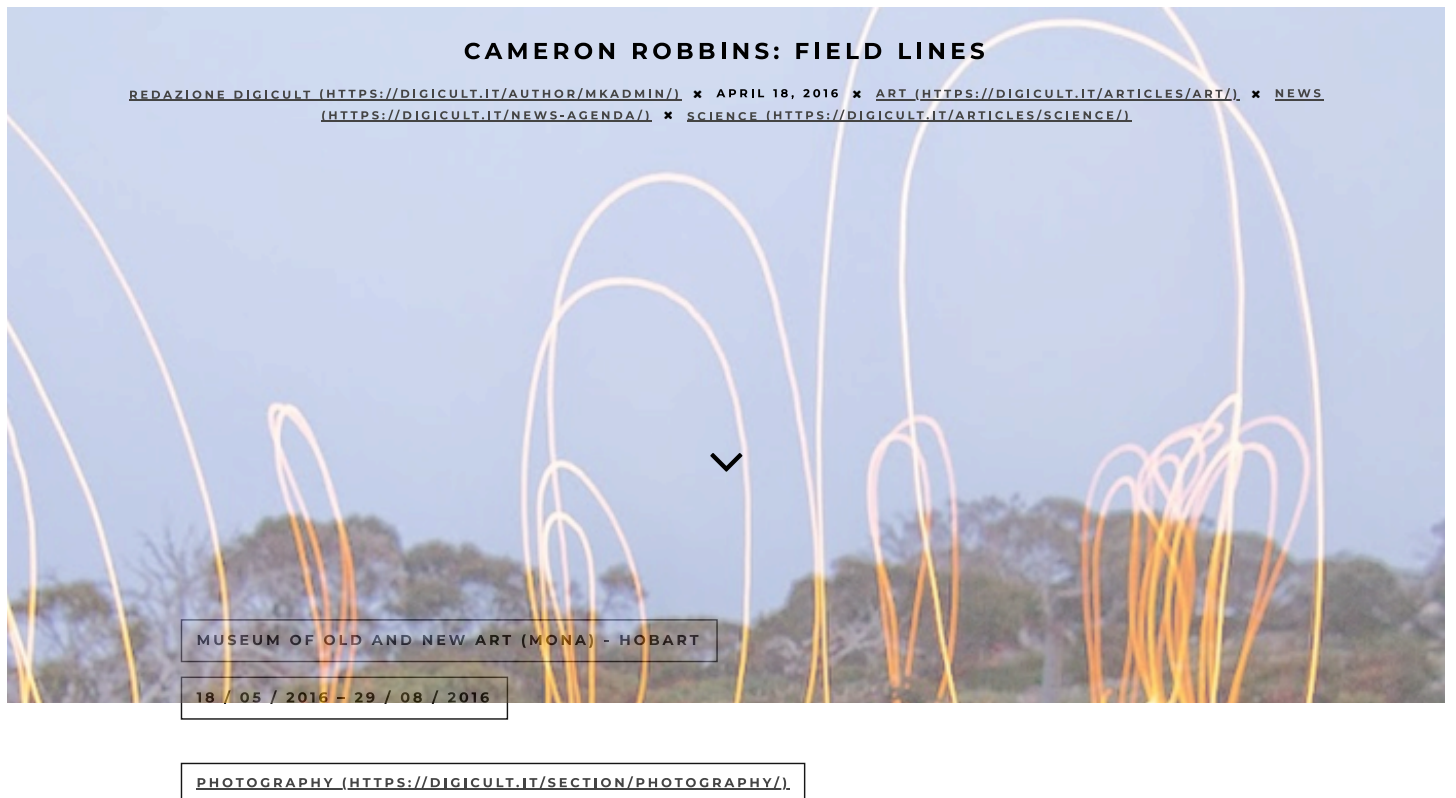 CAMERON ROBBINS: FIELD LINES
REDAZIONE DIGICULT (HTTPS://DIGICULT.IT/AUTHOR/MKADMIN/) × APRIL 18, 2016 × ART (HTTPS://DIGICULT.IT/ARTICLES/ART/) × NEWS
(HTTPS://DIGICULT.IT/NEWS-AGENDA/) × SCIENCE (HTTPS://DIGICULT.IT/ARTICLES/SCIENCE/)
MUSEUM OF OLD AND NEW ART (MONA) - HOBART
18 / 05 / 2016 – 29 / 08 / 2016
PHOTOGRAPHY (HTTPS://DIGICULT.IT/SECTION/PHOTOGRAPHY/)